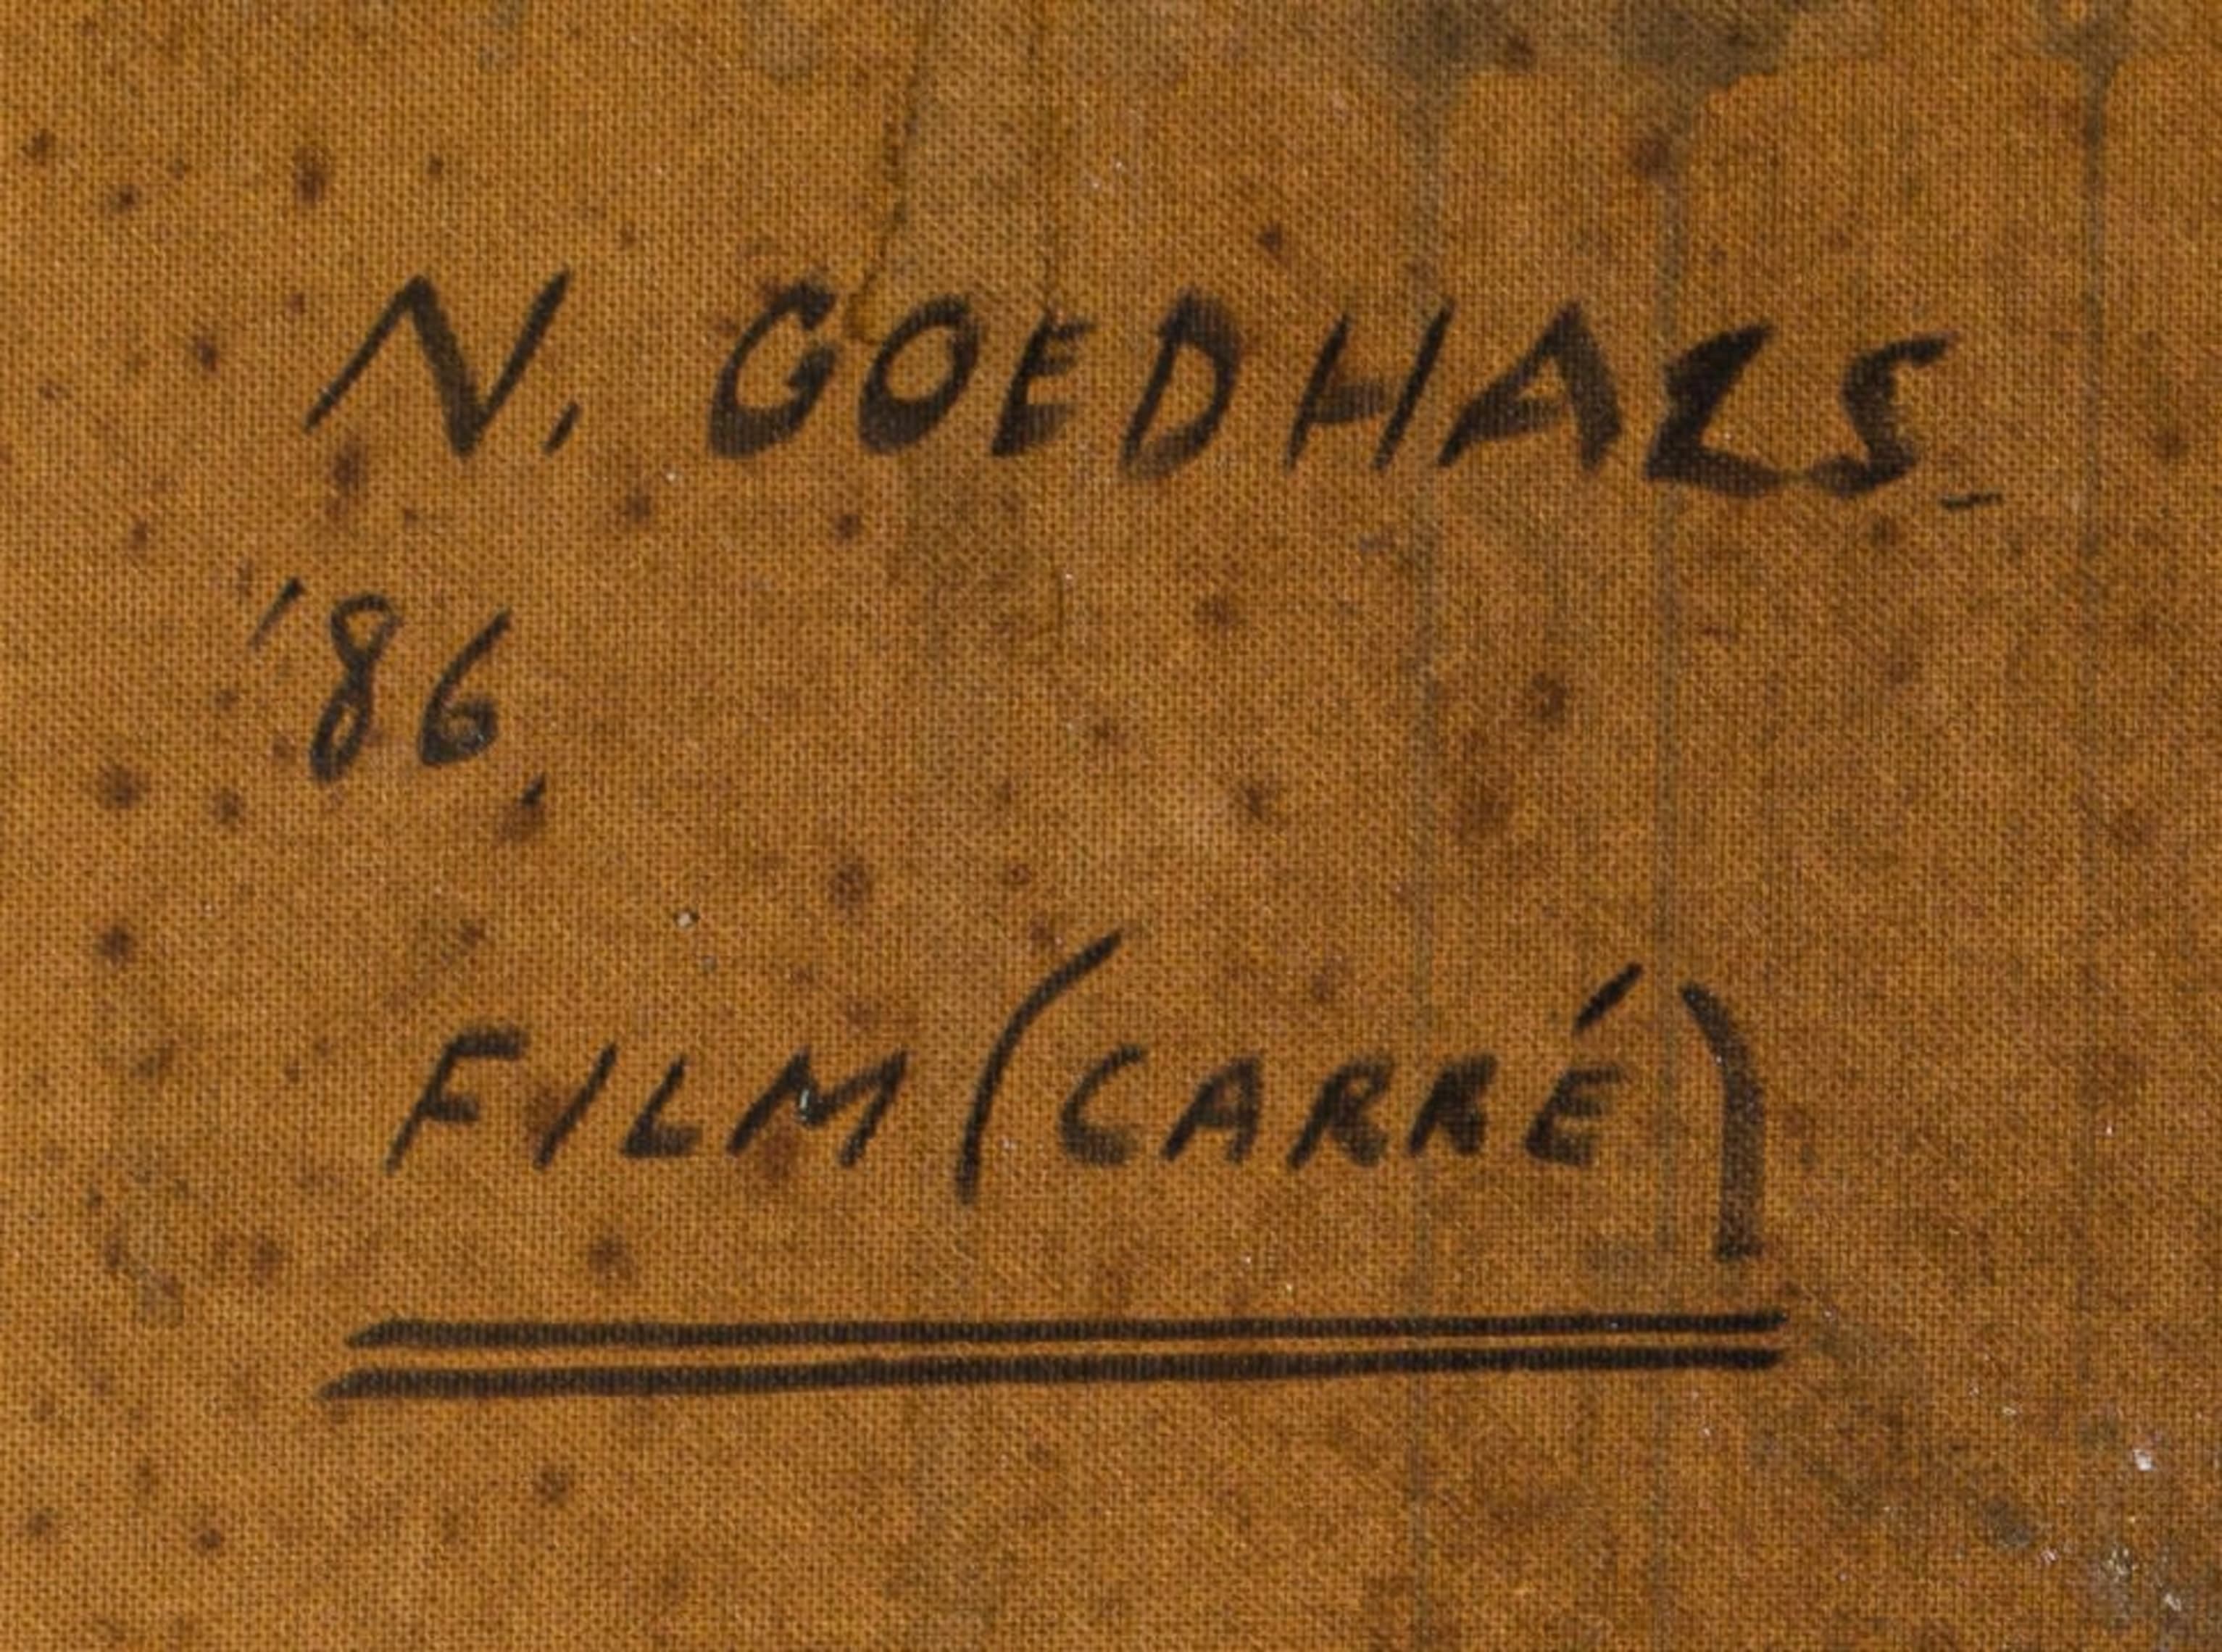 N. GOEDHALS.
'86.
FILM (CARRÉ)